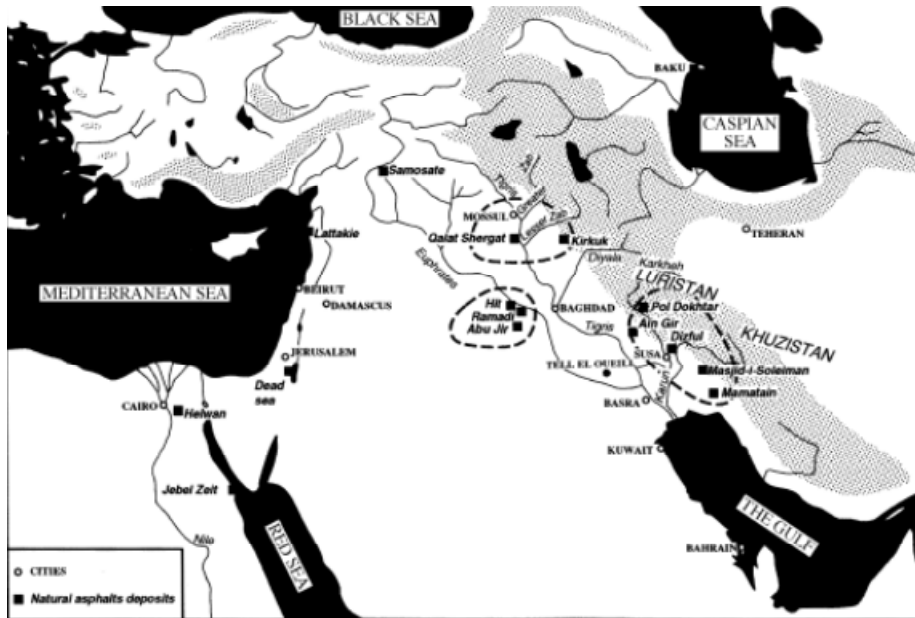 BLACK SEA
BAKU
CASPIAN
SEA
Samosate
Tigris
Greater
Zab
MOSSUL
Lesser Zab
Lattakie
Qalat Shergat
Kirkuk
TEHERAN
Diyala
Karkheh
Euphrates
LURISTAN
MEDITERRANEAN SEA
BEIRUT
DAMASCUS
Hit
Ramadi
Abu Jir
BAGHDAD
Pol Dokhtar
Tigris
Ain Gir
Dizful
KHUZISTAN
JERUSALEM
SUSA
TELL EL OUEILI
Masjid-i-Soleiman
Dead
sea
Karun
Mamatain
CAIRO
Helwan
BASRA
KUWAIT
Jebel Zeit
THE GULF
Nile
RED SEA
BAHRAIN
CITIES
Natural asphalts deposits